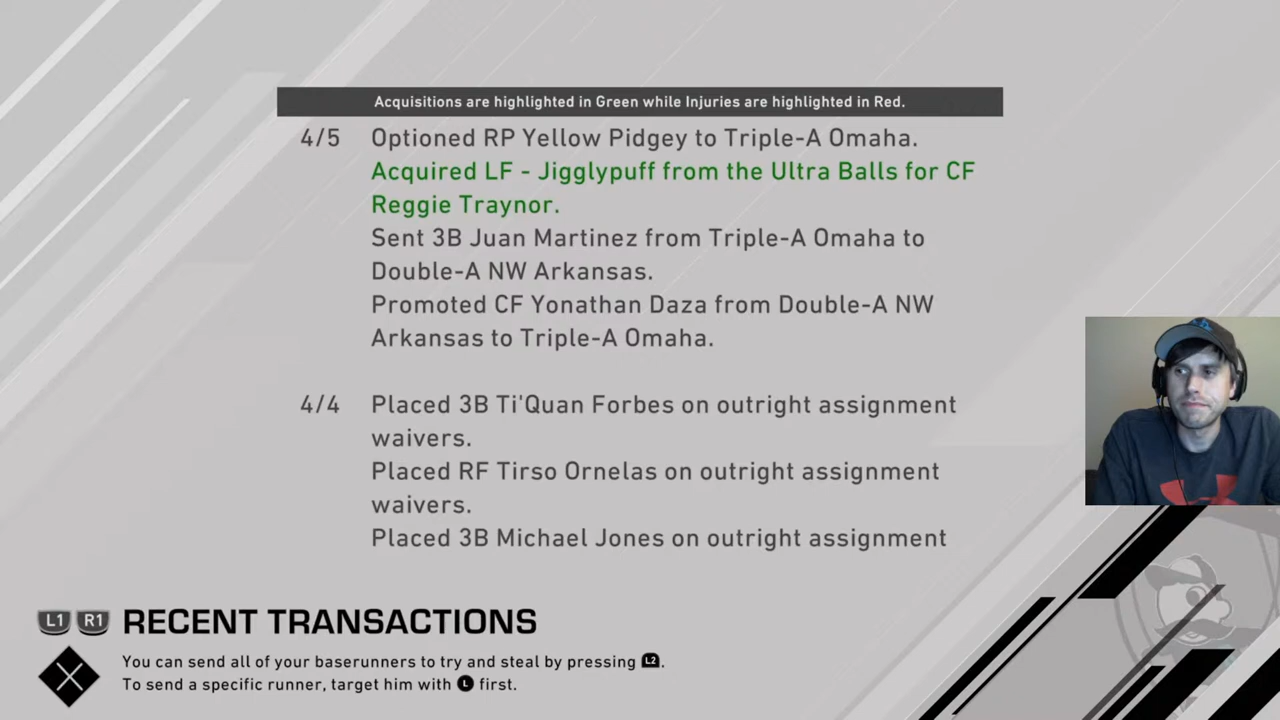 Acquisitions are highlighted in Green while Injuries are highlighted in Red.
4/5 Optioned RP Yellow Pidgey to Triple-A Omaha.
Acquired LF - Jigglypuff from the Ultra Balls for CF
Reggie Traynor.
Sent 3B Juan Martinez from Triple-A Omaha to
Double-A NW Arkansas.
Promoted CF Yonathan Daza from Double-A NW
Arkansas to Triple-A Omaha.
4/4 Placed 3B Ti'Quan Forbes on outright assignment
waivers.
Placed RF Tirso Ornelas on outright assignment
waivers.
Placed 3B Michael Jones on outright assignment
L1 R1 RECENT TRANSACTIONS
You can send all of your baserunners to try and steal by pressing L2.
To send a specific runner, target him with L first.